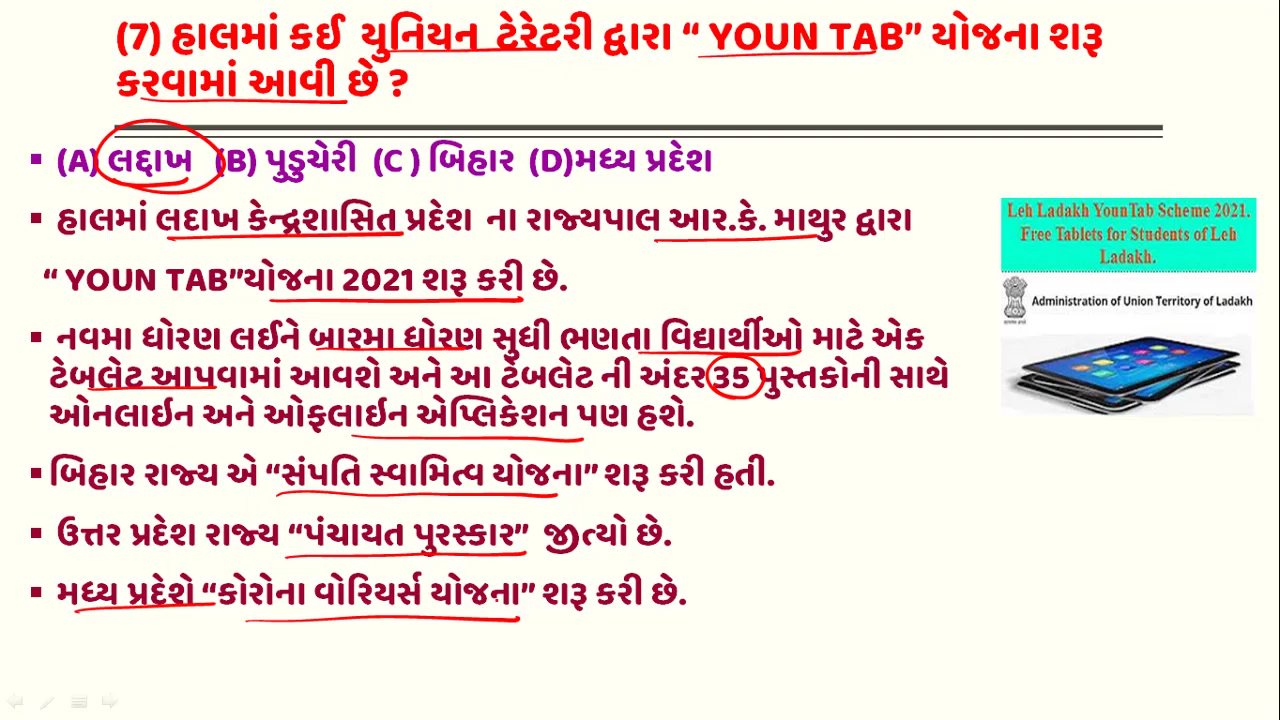 (7) હાલમાં કઈ યુનિયન ટેરેટરી દ્વારા “ YOUN TAB” યોજના શરૂ
કરવામાં આવી છે ?
(A) લદ્દાખ (B) પુડુચેરી (C ) બિહાર (D)મધ્ય પ્રદેશ
હાલમાં લદાખ કેન્દ્રશાસિત પ્રદેશ ના રાજ્યપાલ આર.કે. માથુર દ્વારા
“ YOUN TAB”યોજના 2021 શરૂ કરી છે.
નવમા ધોરણ લઈને બારમા ધોરણ સુધી ભણતા વિદ્યાર્થીઓ માટે એક
ટેબલેટ આપવામાં આવશે અને આ ટેબલેટ ની અંદર 35 પુસ્તકોની સાથે
ઓનલાઇન અને ઓફલાઇન એપ્લિકેશન પણ હશે.
બિહાર રાજ્ય એ “સંપતિ સ્વામિત્વ યોજના” શરૂ કરી હતી.
ઉત્તર પ્રદેશ રાજ્ય “પંચાયત પુરસ્કાર” જીત્યો છે.
મધ્ય પ્રદેશે “કોરોના વોરિયર્સ યોજના” શરૂ કરી છે.
Leh Ladakh YounTab Scheme 2021.
Free Tablets for Students of Leh
Ladakh.
Administration of Union Territory of Ladakh